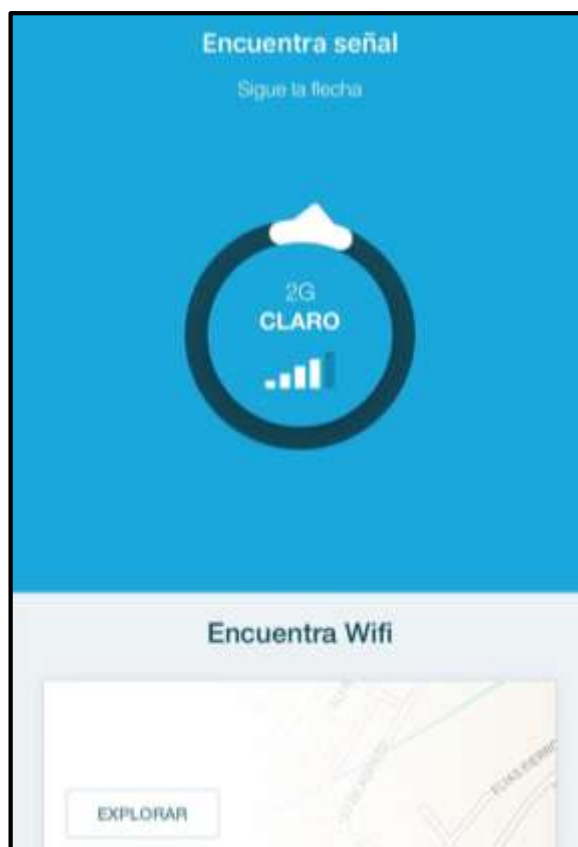 Encuentra señal
Sigue la flecha
2G
CLARO
Encuentra Wifi
EXPLORAR